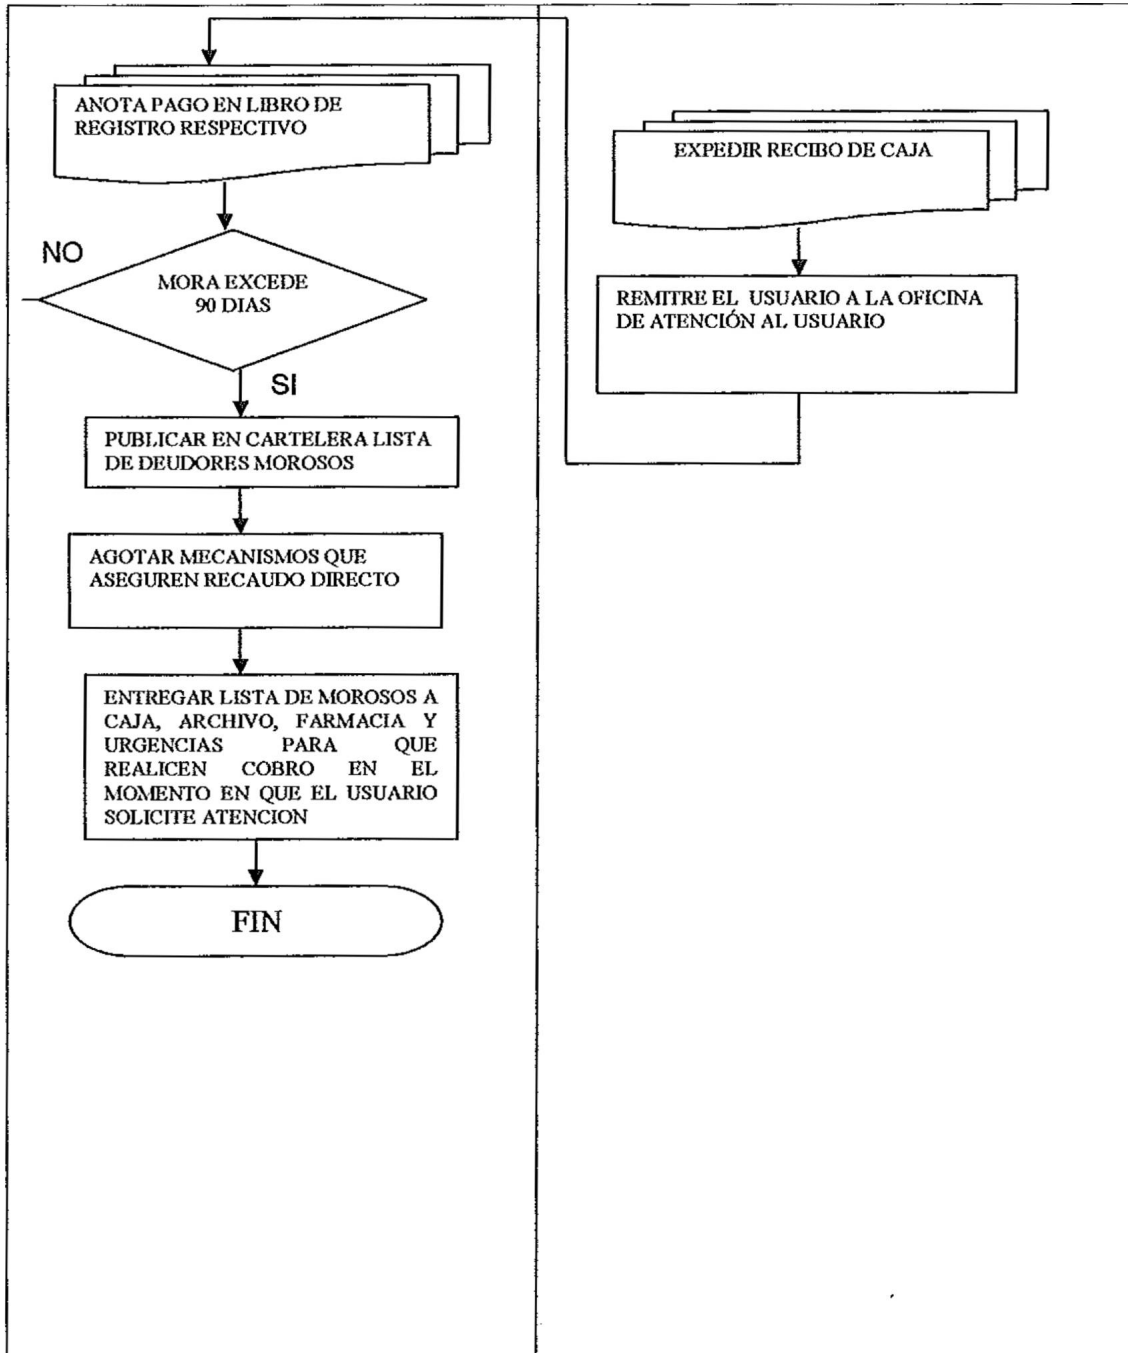 ANOTA PAGO EN LIBRO DE
REGISTRO RESPECTIVO
NO
MORA EXCEDE
90 DIAS
SI
PUBLICAR EN CARTELERA LISTA
DE DEUDORES MOROSOS
AGOTAR MECANISMOS QUE
ASEGUREN RECAUDO DIRECTO
ENTREGAR LISTA DE MOROSOS A
CAJA, ARCHIVO, FARMACIA Y
URGENCIAS PARA QUE
REALICEN COBRO EN EL
MOMENTO EN QUE EL USUARIO
SOLICITE ATENCION
FIN
EXPEDIR RECIBO DE CAJA
REMITRE EL USUARIO A LA OFICINA
DE ATENCIÓN AL USUARIO